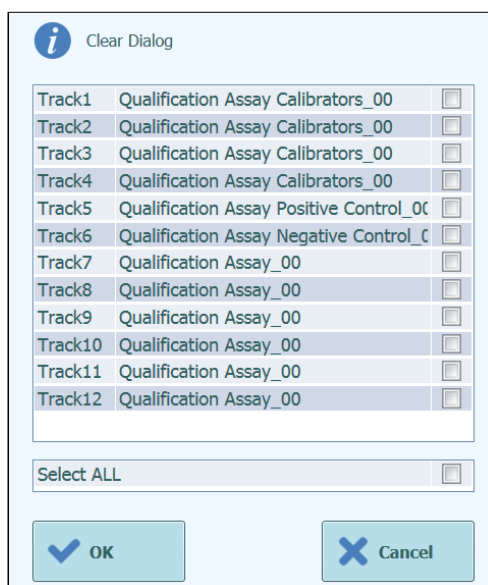 Clear Dialog
Track1 Qualification Assay Calibrators_00
Track2 Qualification Assay Calibrators_00
Track3 Qualification Assay Calibrators_00
Track4 Qualification Assay Calibrators_00
Track5 Qualification Assay Positive Control_00
Track6 Qualification Assay Negative Control_0
Track7 Qualification Assay_00
Track8 Qualification Assay_00
Track9 Qualification Assay_00
Track10 Qualification Assay_00
Track11 Qualification Assay_00
Track12 Qualification Assay_00
Select ALL
OK
Cancel